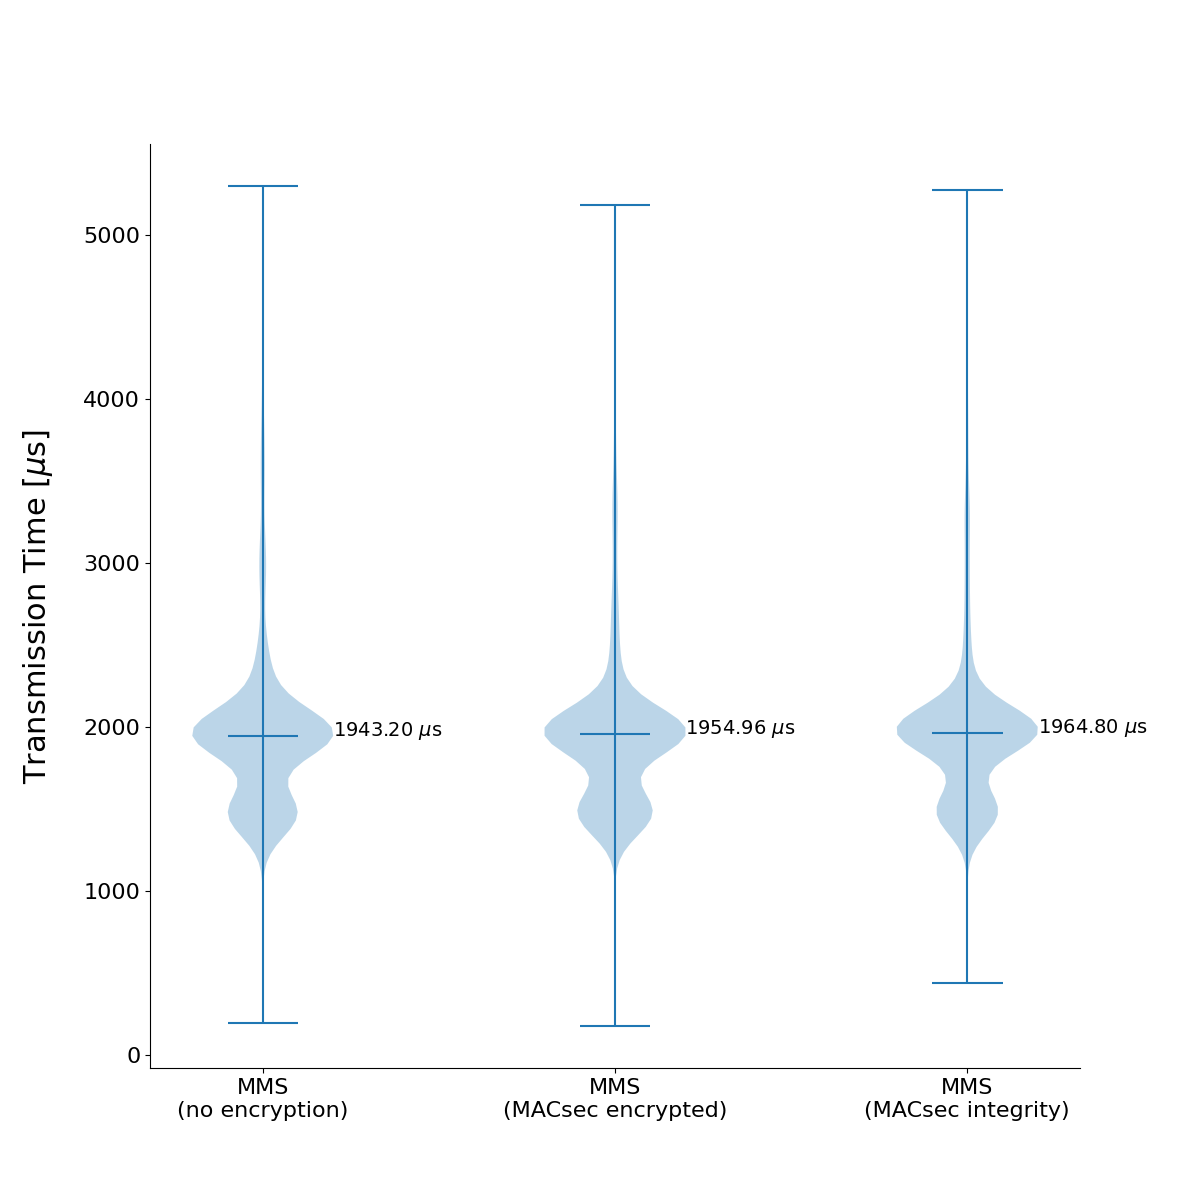 Transmission Time [μs]
5000
4000
3000
2000
1000
0
1943.20 μs
1954.96 μs
1964.80 μs
MMS
(no encryption)
MMS
(MACsec encrypted)
MMS
(MACsec integrity)